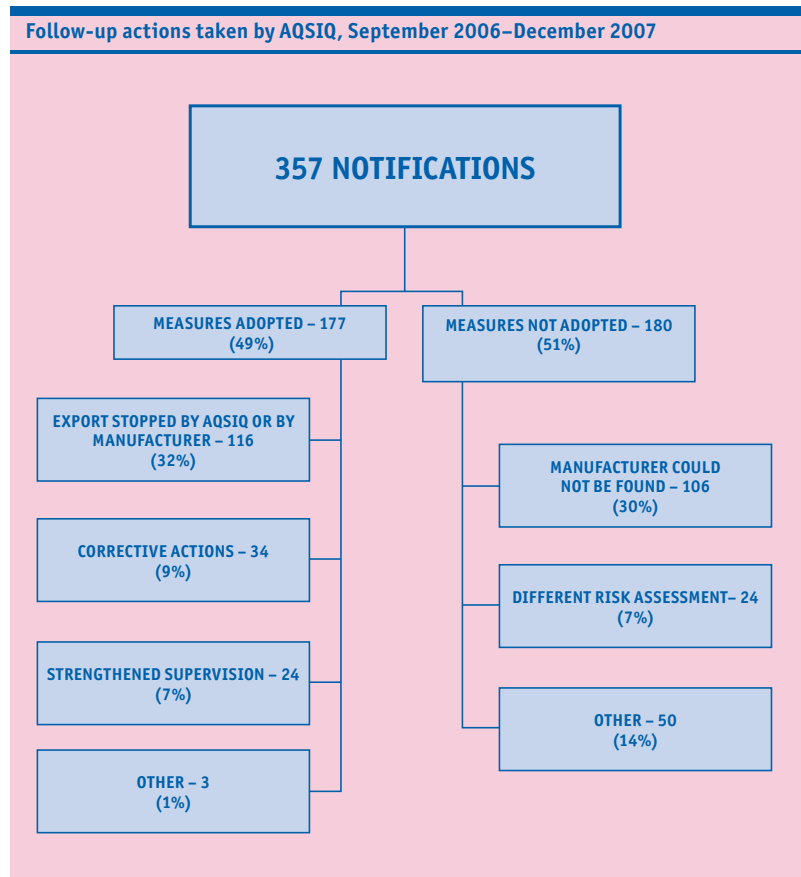 Follow-up actions taken by AQSIQ, September 2006–December 2007
357 NOTIFICATIONS
MEASURES ADOPTED – 177
(49%)
MEASURES NOT ADOPTED – 180
(51%)
EXPORT STOPPED BY AQSIQ OR BY
MANUFACTURER – 116
(32%)
CORRECTIVE ACTIONS – 34
(9%)
STRENGTHENED SUPERVISION – 24
(7%)
OTHER – 3
(1%)
MANUFACTURER COULD
NOT BE FOUND – 106
(30%)
DIFFERENT RISK ASSESSMENT– 24
(7%)
OTHER – 50
(14%)